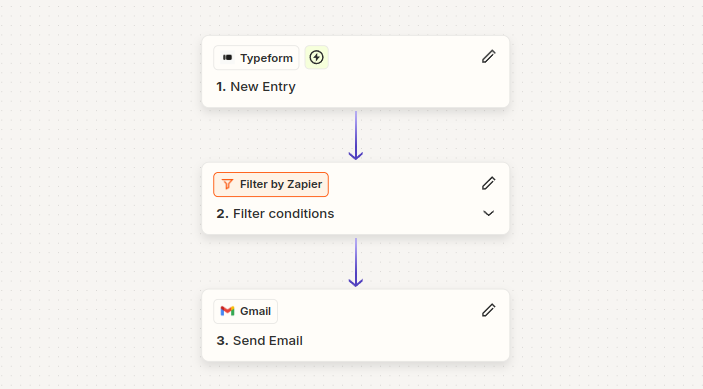 Typeform
1. New Entry
Filter by Zapier
2. Filter conditions
Gmail
3. Send Email